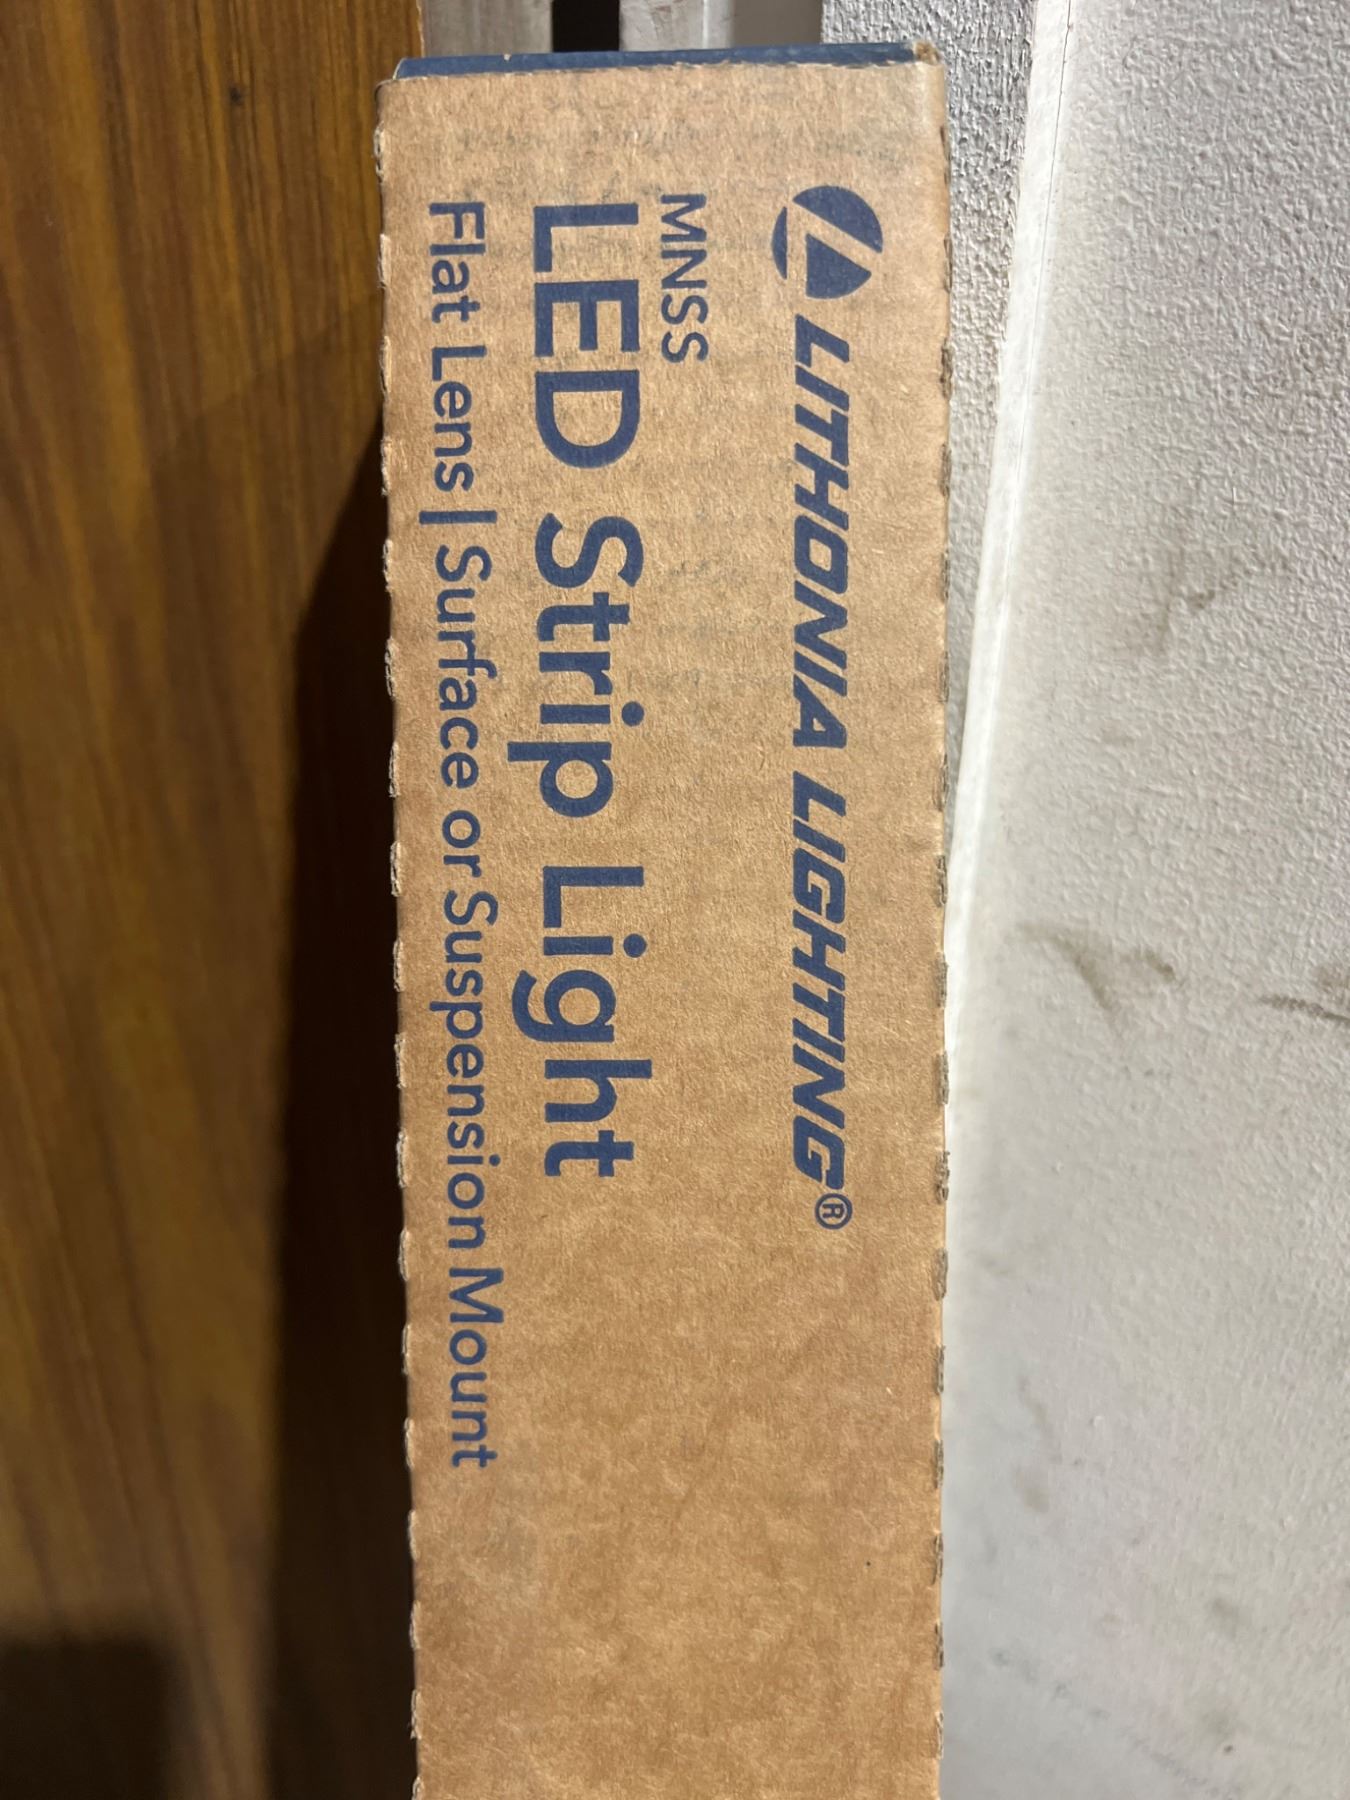 LITHONIA LIGHTING®
MNSS
LED Strip Light
Flat Lens | Surface or Suspension Mount